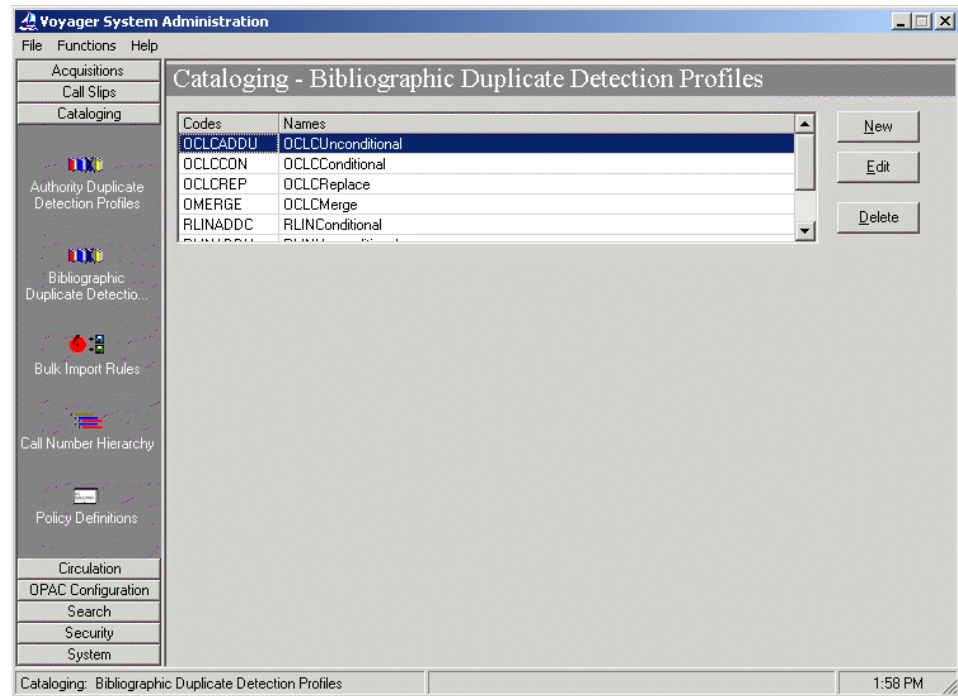 Voyager System Administration
File Functions Help
Acquisitions
Call Slips
Cataloging
Authority Duplicate
Detection Profiles
Bibliographic
Duplicate Detectio...
Bulk Import Rules
Call Number Hierarchy
Policy Definitions
Circulation
OPAC Configuration
Search
Security
System
Cataloging - Bibliographic Duplicate Detection Profiles
Codes Names
OCLCADDU OCLCUnconditional
OCLCCON OCLCConditional
OCLCREP OCLCReplace
OMERGE OCLCMerge
RLINADDC RLINConditional
New
Edit
Delete
Cataloging: Bibliographic Duplicate Detection Profiles
1:58 PM